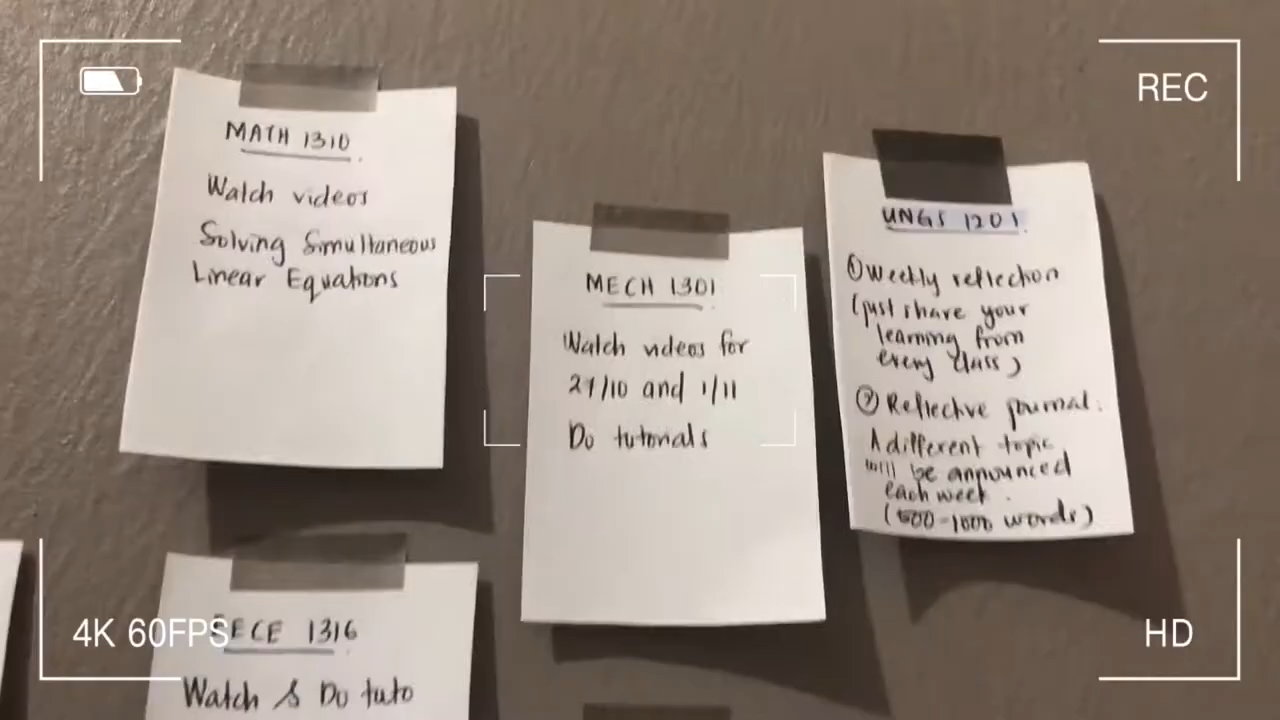 REC
MATH 1310
Watch videos
Solving Simultaneous
Linear Equations
MECH 1301
Watch videos for
29/10 and 1/11
Do tutorials
UNGS 1201
① Weekly reflection
(just share your
learning from
every class)
② Reflective journal.
A different topic
will be announced
each week.
(500-1000 words)
4K 60FPS
ECE 1316
Watch & Do tuto
HD